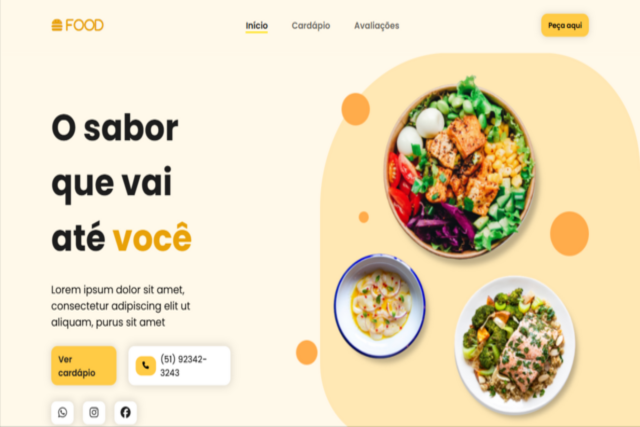 FOOD
Início
Cardápio
Avaliações
Peça aqui
O sabor
que vai
até você
Lorem ipsum dolor sit amet,
consectetur adipiscing elit ut
aliquam, purus sit amet
Ver
cardápio
(51) 92342-
3243